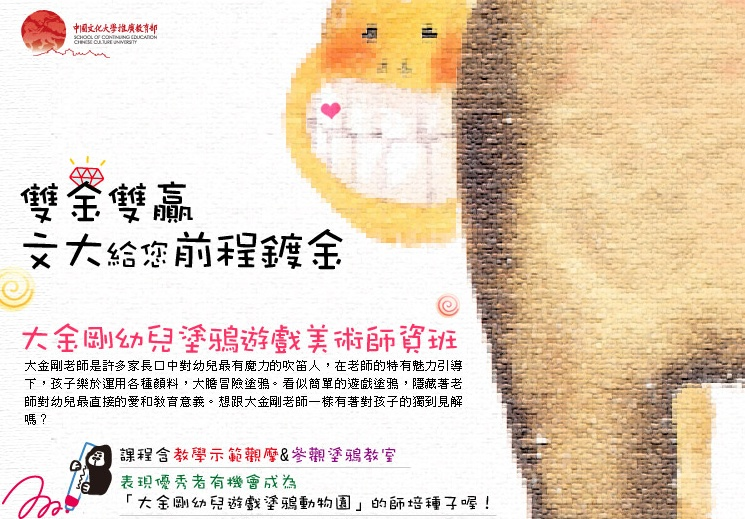 中國文化大學推廣教育部
SCHOOL OF CONTINUING EDUCATION
CHINESE CULTURE UNIVERSITY
雙金雙贏
文大給您前程鍍金
大金剛幼兒塗鴉遊戲美術師資班
大金剛老師是許多家長口中對幼兒最有魔力的吹笛人，在老師的特有魅力引導
下，孩子樂於運用各種顏料，大膽冒險塗鴉。看似簡單的遊戲塗鴉，隱藏著老
師對幼兒最直接的愛和教育意義。想跟大金剛老師一樣有著對孩子的獨到見解
嗎？
課程含教學示範觀摩&參觀塗鴉教室
表現優秀者有機會成為
「大金剛幼兒遊戲塗鴉動物園」的師培種子喔！